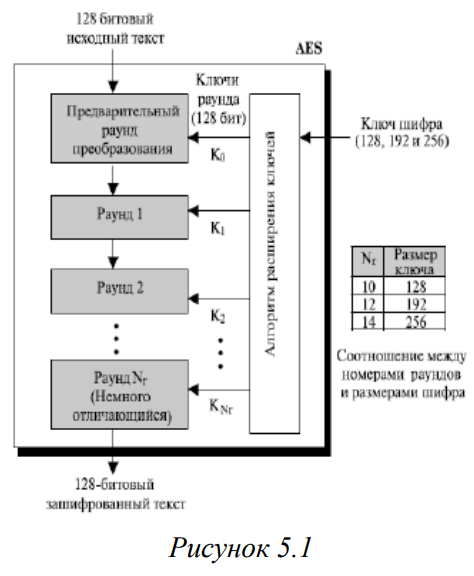 128 битовый
исходный текст
AES
Ключи
раунда
(128 бит)
Предварительный
раунд
преобразования
K0
Ключ шифра
(128, 192 и 256)
Алгоритм расширения ключей
Раунд 1
K1
Раунд 2
K2
Nr Размер ключа
10 128
12 192
14 256
Соотношение между
номерами раундов
и размерами шифра
Раунд Nr
(Немного
отличающийся)
KNr
128-битовый
зашифрованный текст
Рисунок 5.1